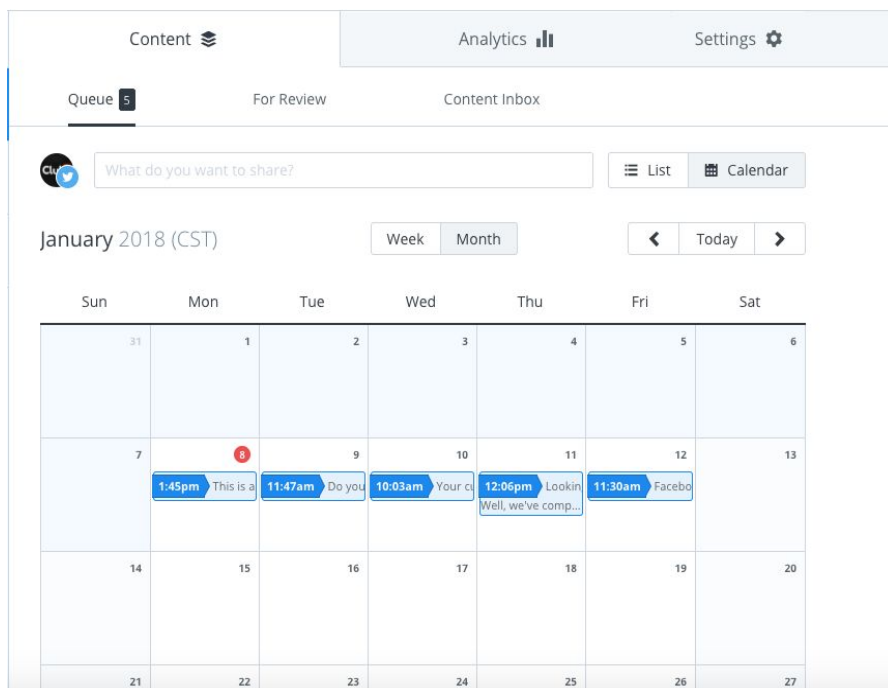 Content Analytics Settings
Queue 5 For Review Content Inbox
What do you want to share? List Calendar
January 2018 (CST) Week Month Today
Sun Mon Tue Wed Thu Fri Sat
31 1 2 3 4 5 6
7 8 9 10 11 12 13
1:45pm This is a 11:47am Do you 10:03am Your cu 12:06pm Lookin 11:30am Facebo
Well, we've comp...
14 15 16 17 18 19 20
21 22 23 24 25 26 27